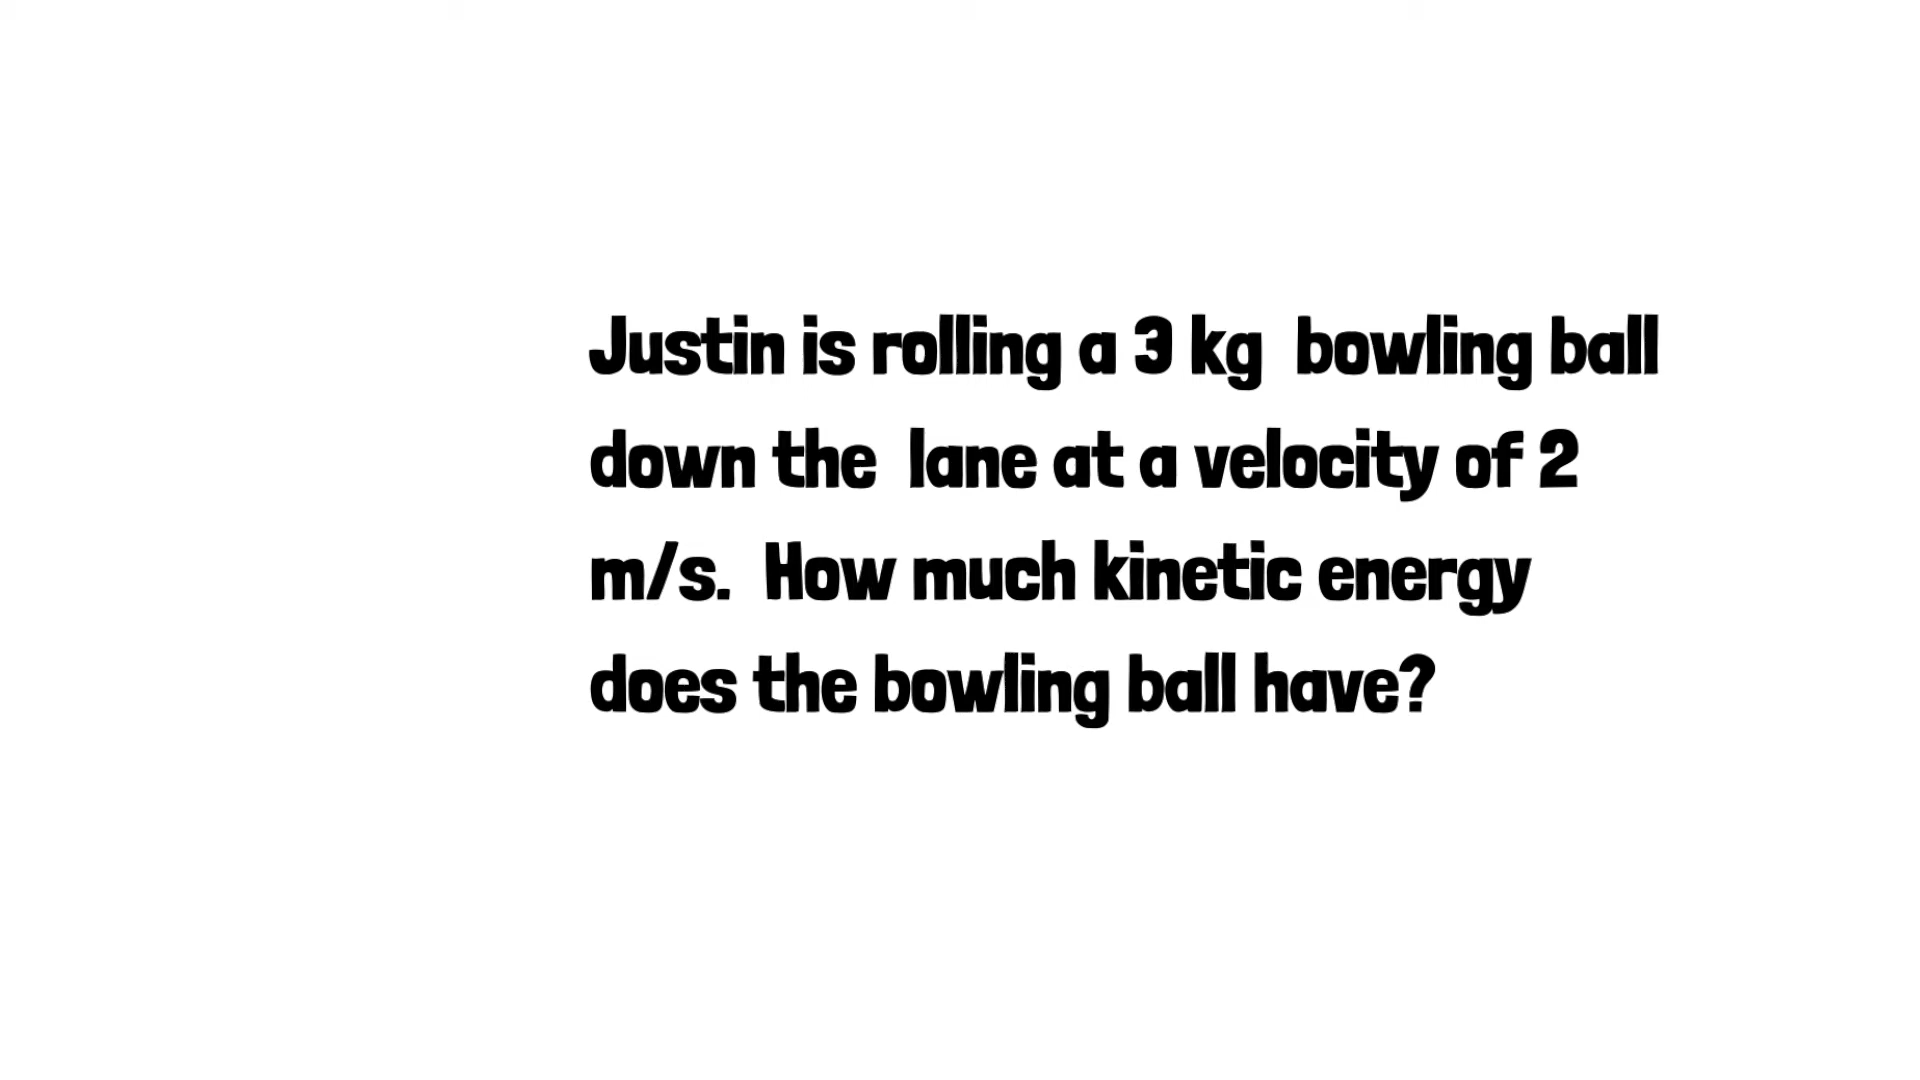 Justin is rolling a 3 kg  bowling ball
down the  lane at a velocity of 2
m/s.  How much kinetic energy
does the bowling ball have?